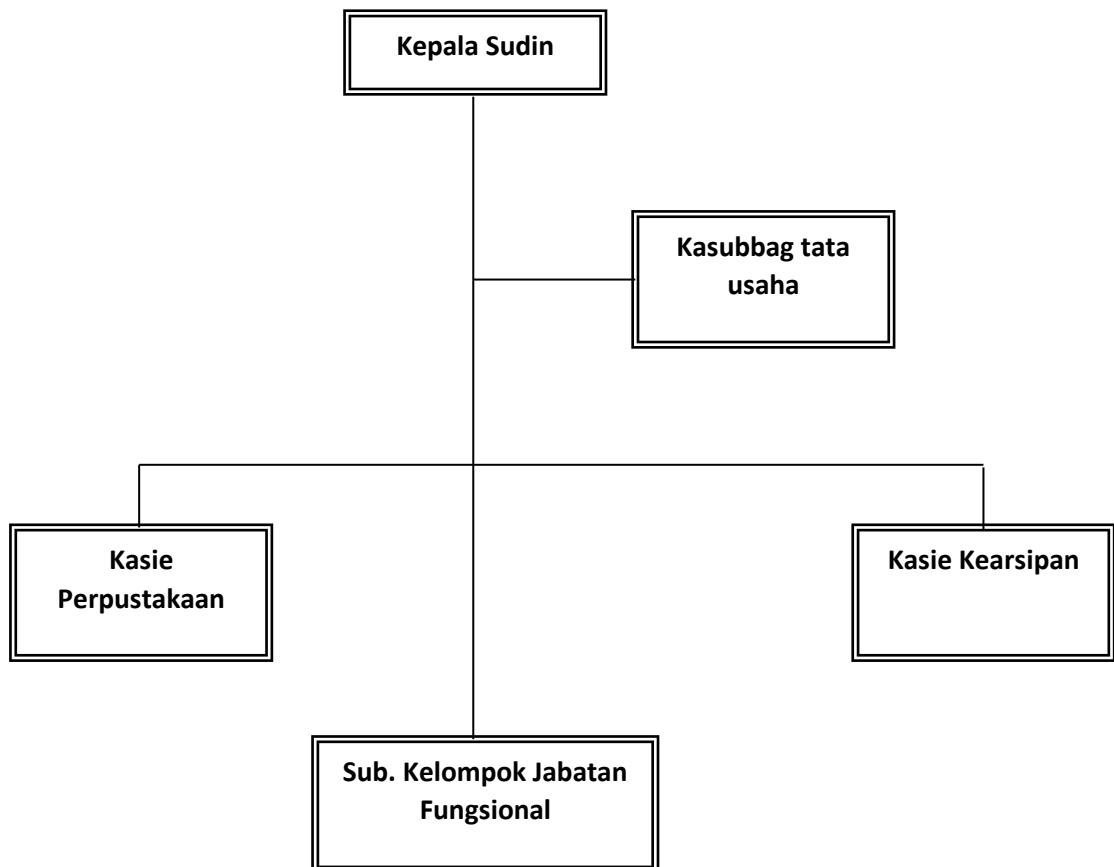 Kepala Sudin
Kasubbag tata
usaha
Kasie
Perpustakaan
Kasie Kearsipan
Sub. Kelompok Jabatan
Fungsional